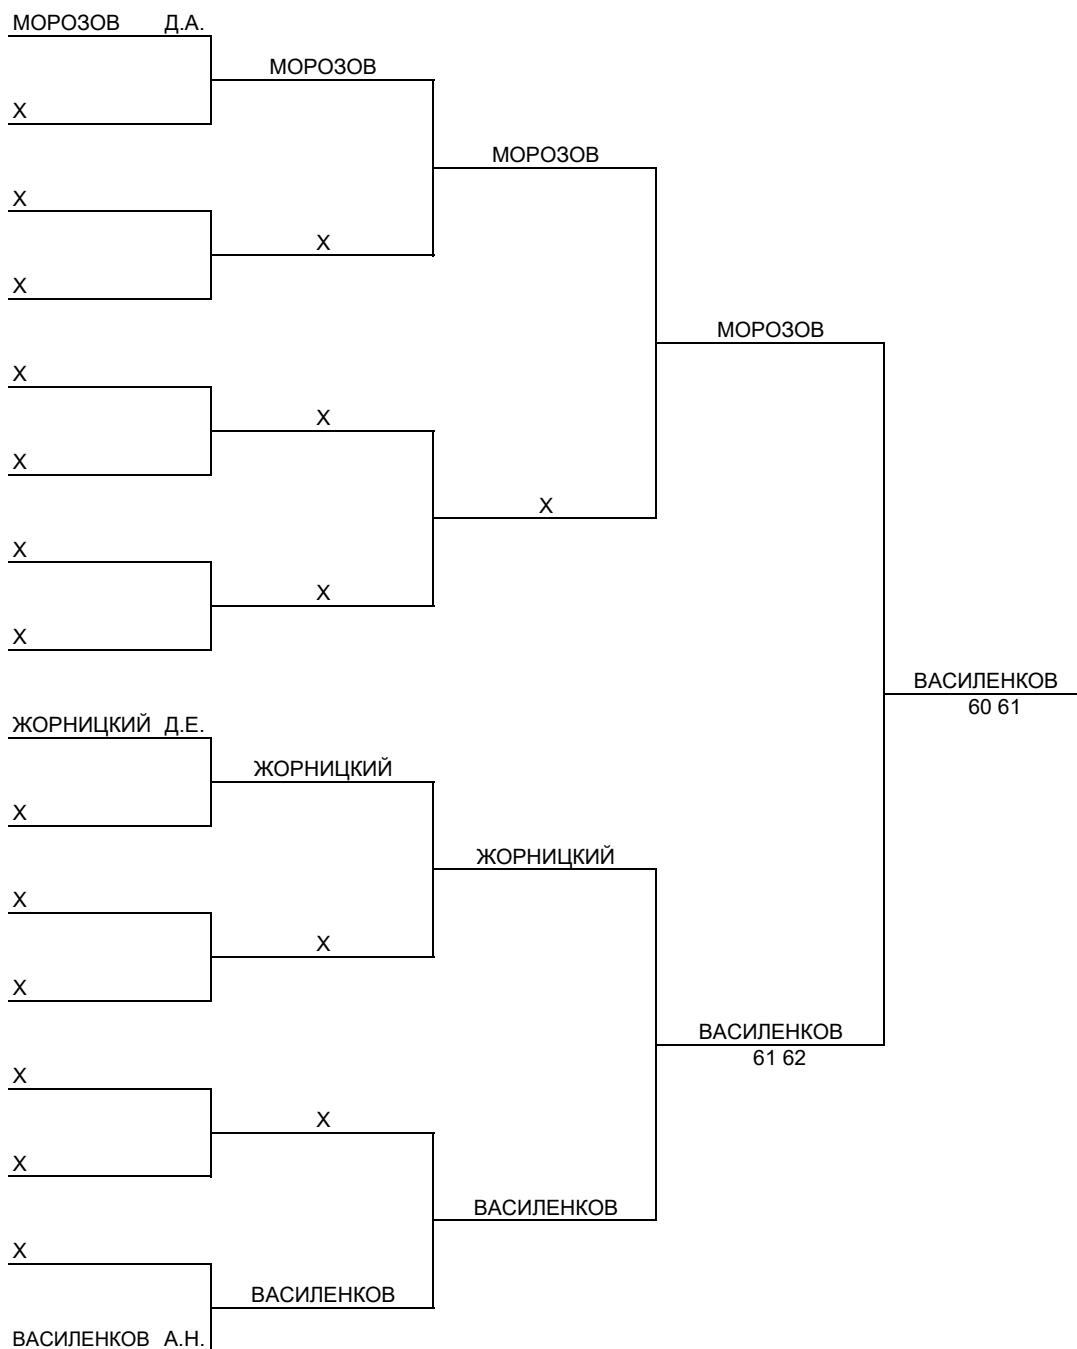 МОРОЗОВ Д.А.
МОРОЗОВ
X
МОРОЗОВ
X
X
X
МОРОЗОВ
X
X
X
X
X
X
X
ВАСИЛЕНКОВ
60 61
ЖОРНИЦКИЙ Д.Е.
ЖОРНИЦКИЙ
X
ЖОРНИЦКИЙ
X
X
X
ВАСИЛЕНКОВ
61 62
X
X
X
ВАСИЛЕНКОВ
X
ВАСИЛЕНКОВ
ВАСИЛЕНКОВ А.Н.